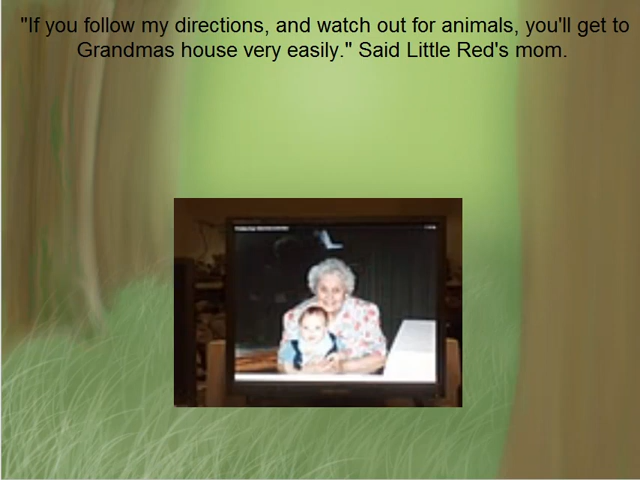 "If you follow my directions, and watch out for animals, you'll get to
Grandmas house very easily." Said Little Red's mom.